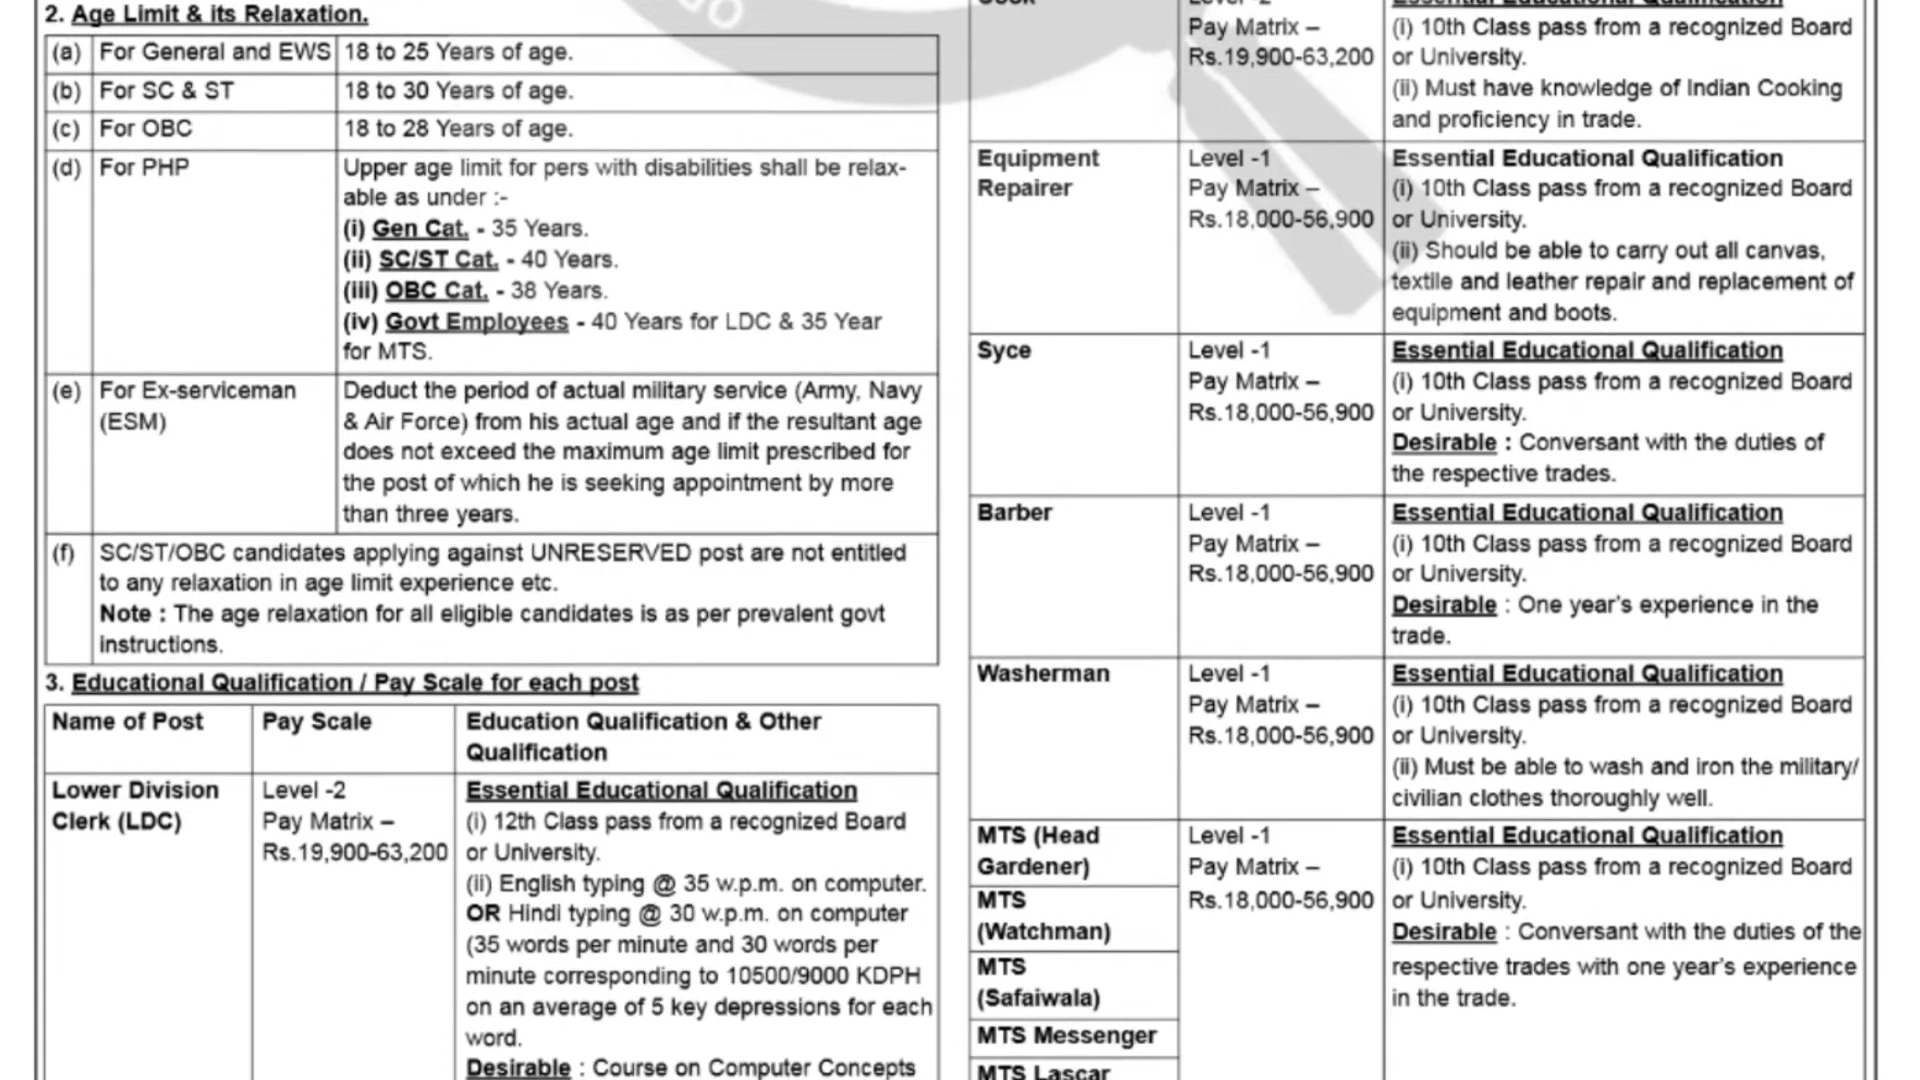 2. Age Limit & its Relaxation.
(a) For General and EWS 18 to 25 Years of age.
(b) For SC & ST 18 to 30 Years of age.
(c) For OBC 18 to 28 Years of age.
(d) For PHP Upper age limit for pers with disabilities shall be relax-
able as under :-
(i) Gen Cat. - 35 Years.
(ii) SC/ST Cat. - 40 Years.
(iii) OBC Cat. - 38 Years.
(iv) Govt Employees - 40 Years for LDC & 35 Year
for MTS.
(e) For Ex-serviceman Deduct the period of actual military service (Army, Navy
(ESM) & Air Force) from his actual age and if the resultant age
does not exceed the maximum age limit prescribed for
the post of which he is seeking appointment by more
than three years.
(f) SC/ST/OBC candidates applying against UNRESERVED post are not entitled
to any relaxation in age limit experience etc.
Note : The age relaxation for all eligible candidates is as per prevalent govt
instructions.
3. Educational Qualification / Pay Scale for each post
Name of Post Pay Scale Education Qualification & Other
Qualification
Lower Division Level -2 Essential Educational Qualification
Clerk (LDC) Pay Matrix – (i) 12th Class pass from a recognized Board
Rs.19,900-63,200 or University.
(ii) English typing @ 35 w.p.m. on computer.
OR Hindi typing @ 30 w.p.m. on computer
(35 words per minute and 30 words per
minute corresponding to 10500/9000 KDPH
on an average of 5 key depressions for each
word.
Desirable : Course on Computer Concepts
Cook Level -2 Essential Educational Qualification
Pay Matrix – (i) 10th Class pass from a recognized Board
Rs.19,900-63,200 or University.
(ii) Must have knowledge of Indian Cooking
and proficiency in trade.
Equipment Level -1 Essential Educational Qualification
Repairer Pay Matrix – (i) 10th Class pass from a recognized Board
Rs.18,000-56,900 or University.
(ii) Should be able to carry out all canvas,
textile and leather repair and replacement of
equipment and boots.
Syce Level -1 Essential Educational Qualification
Pay Matrix – (i) 10th Class pass from a recognized Board
Rs.18,000-56,900 or University.
Desirable : Conversant with the duties of
the respective trades.
Barber Level -1 Essential Educational Qualification
Pay Matrix – (i) 10th Class pass from a recognized Board
Rs.18,000-56,900 or University.
Desirable : One year's experience in the
trade.
Washerman Level -1 Essential Educational Qualification
Pay Matrix – (i) 10th Class pass from a recognized Board
Rs.18,000-56,900 or University.
(ii) Must be able to wash and iron the military/
civilian clothes thoroughly well.
MTS (Head Level -1 Essential Educational Qualification
Gardener) Pay Matrix – (i) 10th Class pass from a recognized Board
MTS Rs.18,000-56,900 or University.
(Watchman) Desirable : Conversant with the duties of the
MTS respective trades with one year's experience
(Safaiwala) in the trade.
MTS Messenger
MTS Lascar